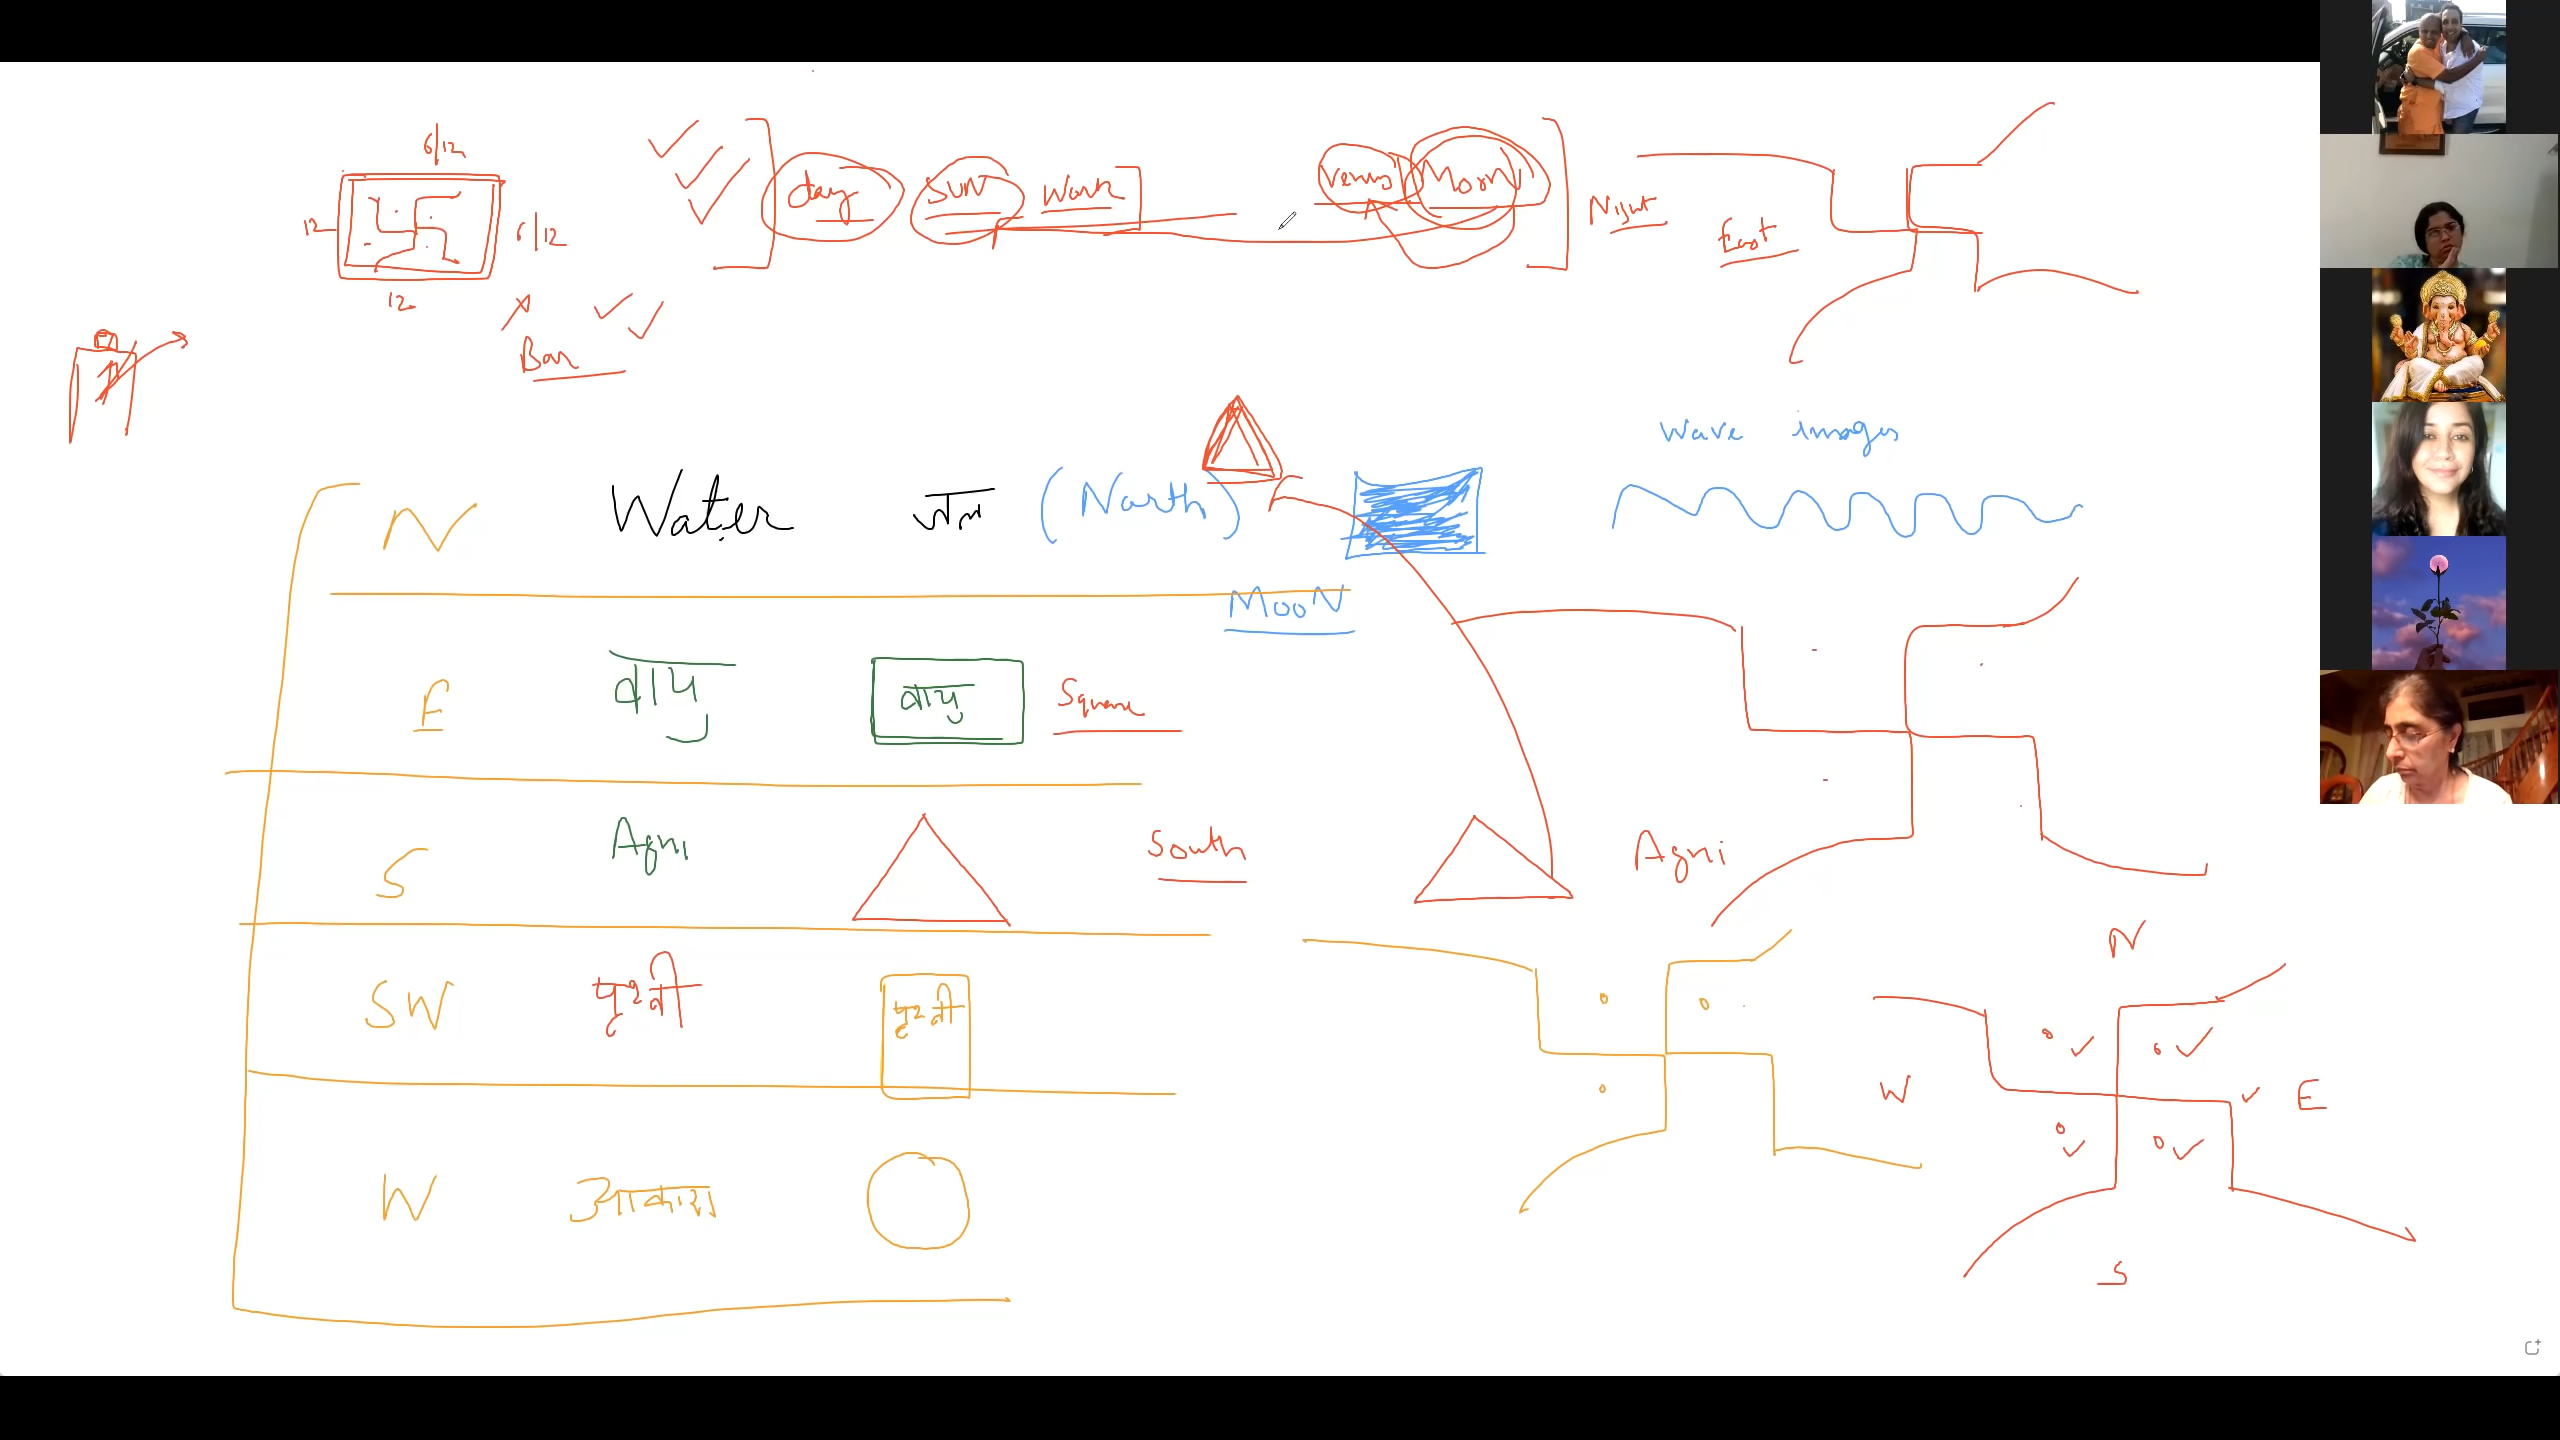 6/12
12
6/12
12
Bar
day
SUN
Work
Venus
Moon
Night
East
wave images
N Water जल (North)
MOON
E वायु वायु Square
S Agni South Agni
SW पृथ्वी पृथ्वी
W आकाश
N
W
E
S